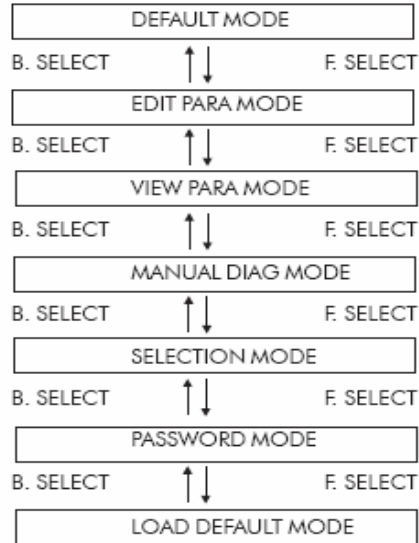 DEFAULT MODE
B. SELECT F. SELECT
EDIT PARA MODE
B. SELECT F. SELECT
VIEW PARA MODE
B. SELECT F. SELECT
MANUAL DIAG MODE
B. SELECT F. SELECT
SELECTION MODE
B. SELECT F. SELECT
PASSWORD MODE
B. SELECT F. SELECT
LOAD DEFAULT MODE